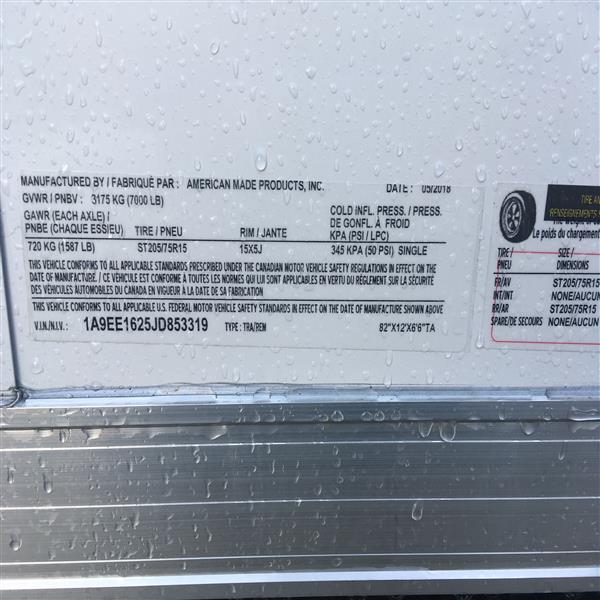 MANUFACTURED BY / FABRIQUÉ PAR : AMERICAN MADE PRODUCTS, INC. DATE : 05/2018
GVWR / PNBV : 3175 KG (7000 LB)
GAWR (EACH AXLE) / COLD INFL. PRESS. / PRESS.
PNBE (CHAQUE ESSIEU) TIRE / PNEU RIM / JANTE DE GONFL. À FROID
KPA (PSI / LPC)
720 KG (1587 LB) ST205/75R15 15X5J 345 KPA (50 PSI) SINGLE
THIS VEHICLE CONFORMS TO ALL APPLICABLE STANDARDS PRESCRIBED UNDER THE CANADIAN MOTOR VEHICLE SAFETY REGULATIONS IN EFFECT ON THE
DATE OF MANUFACTURE. / CE VEHICULE EST CONFORME A TOUTES LES NORMES QUI LUI SONT APPLICABLES EN VERTU DU RÉGLEMENT SUR LA SÉCURITÉ
DES VÉHICULES AUTOMOBILES DU CANADA EN VIGUEUR À LA DATE DE SA FABRICATION
THIS VEHICLE CONFORMS TO ALL APPLICABLE U.S. FEDERAL MOTOR VEHICLE SAFETY STANDARDS IN EFFECT ON THE DATE OF MANUFACTURE SHOWN ABOVE
V.I.N./N.I.V.: 1A9EE1625JD853319 TYPE : TRA/REM 82"X12'X6'6"TA
TIRE AN
RENSEIGNEMENTS S
The weight of
Le poids du chargement
TIRE / SIZE /
PNEU DIMENSIONS
FR/AV ST205/75R15
INT/INT NONE/AUCUN
RR/AR ST205/75R15
SPARE/DE SECOURS NONE/AUCUN